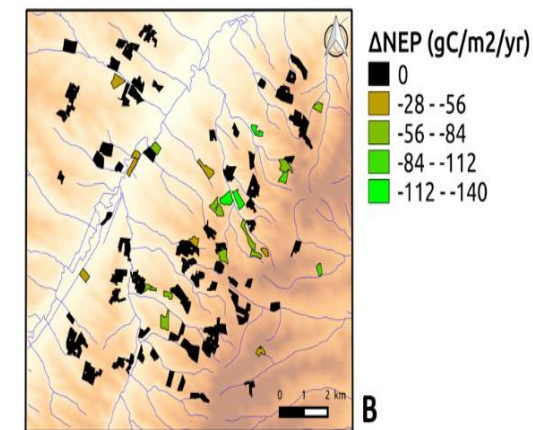 ΔNEP (gC/m2/yr)
0
-28 - -56
-56 - -84
-84 - -112
-112 - -140
0 1 2 km
B